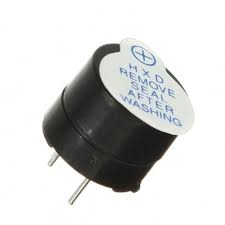 +
HXD
REMOVE
SEAL
AFTER
WASHING